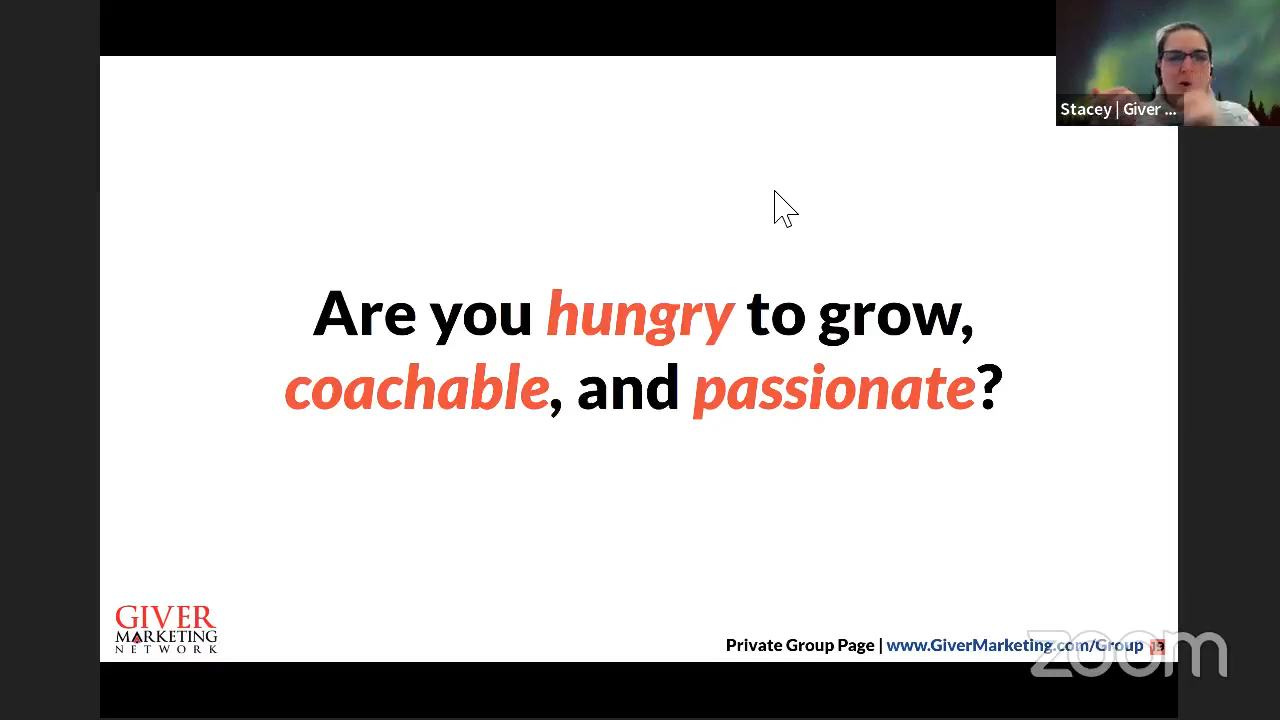 Stacey | Giver ...
Are you hungry to grow,
coachable, and passionate?
GIVER
MARKETING
NETWORK
Private Group Page | www.GiverMarketing.com/Group 13
zoom